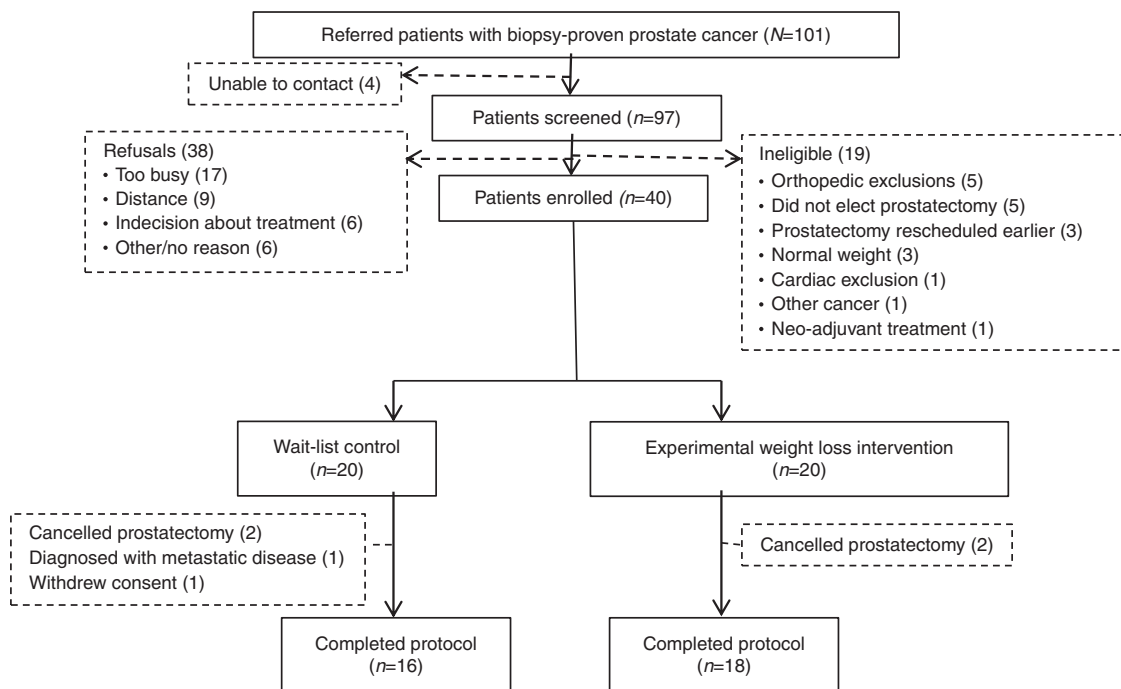 Referred patients with biopsy-proven prostate cancer (N=101)
Unable to contact (4)
Patients screened (n=97)
Refusals (38)
• Too busy (17)
• Distance (9)
• Indecision about treatment (6)
• Other/no reason (6)
Ineligible (19)
• Orthopedic exclusions (5)
• Did not elect prostatectomy (5)
• Prostatectomy rescheduled earlier (3)
• Normal weight (3)
• Cardiac exclusion (1)
• Other cancer (1)
• Neo-adjuvant treatment (1)
Patients enrolled (n=40)
Wait-list control
(n=20)
Experimental weight loss intervention
(n=20)
Cancelled prostatectomy (2)
Diagnosed with metastatic disease (1)
Withdrew consent (1)
Cancelled prostatectomy (2)
Completed protocol
(n=16)
Completed protocol
(n=18)